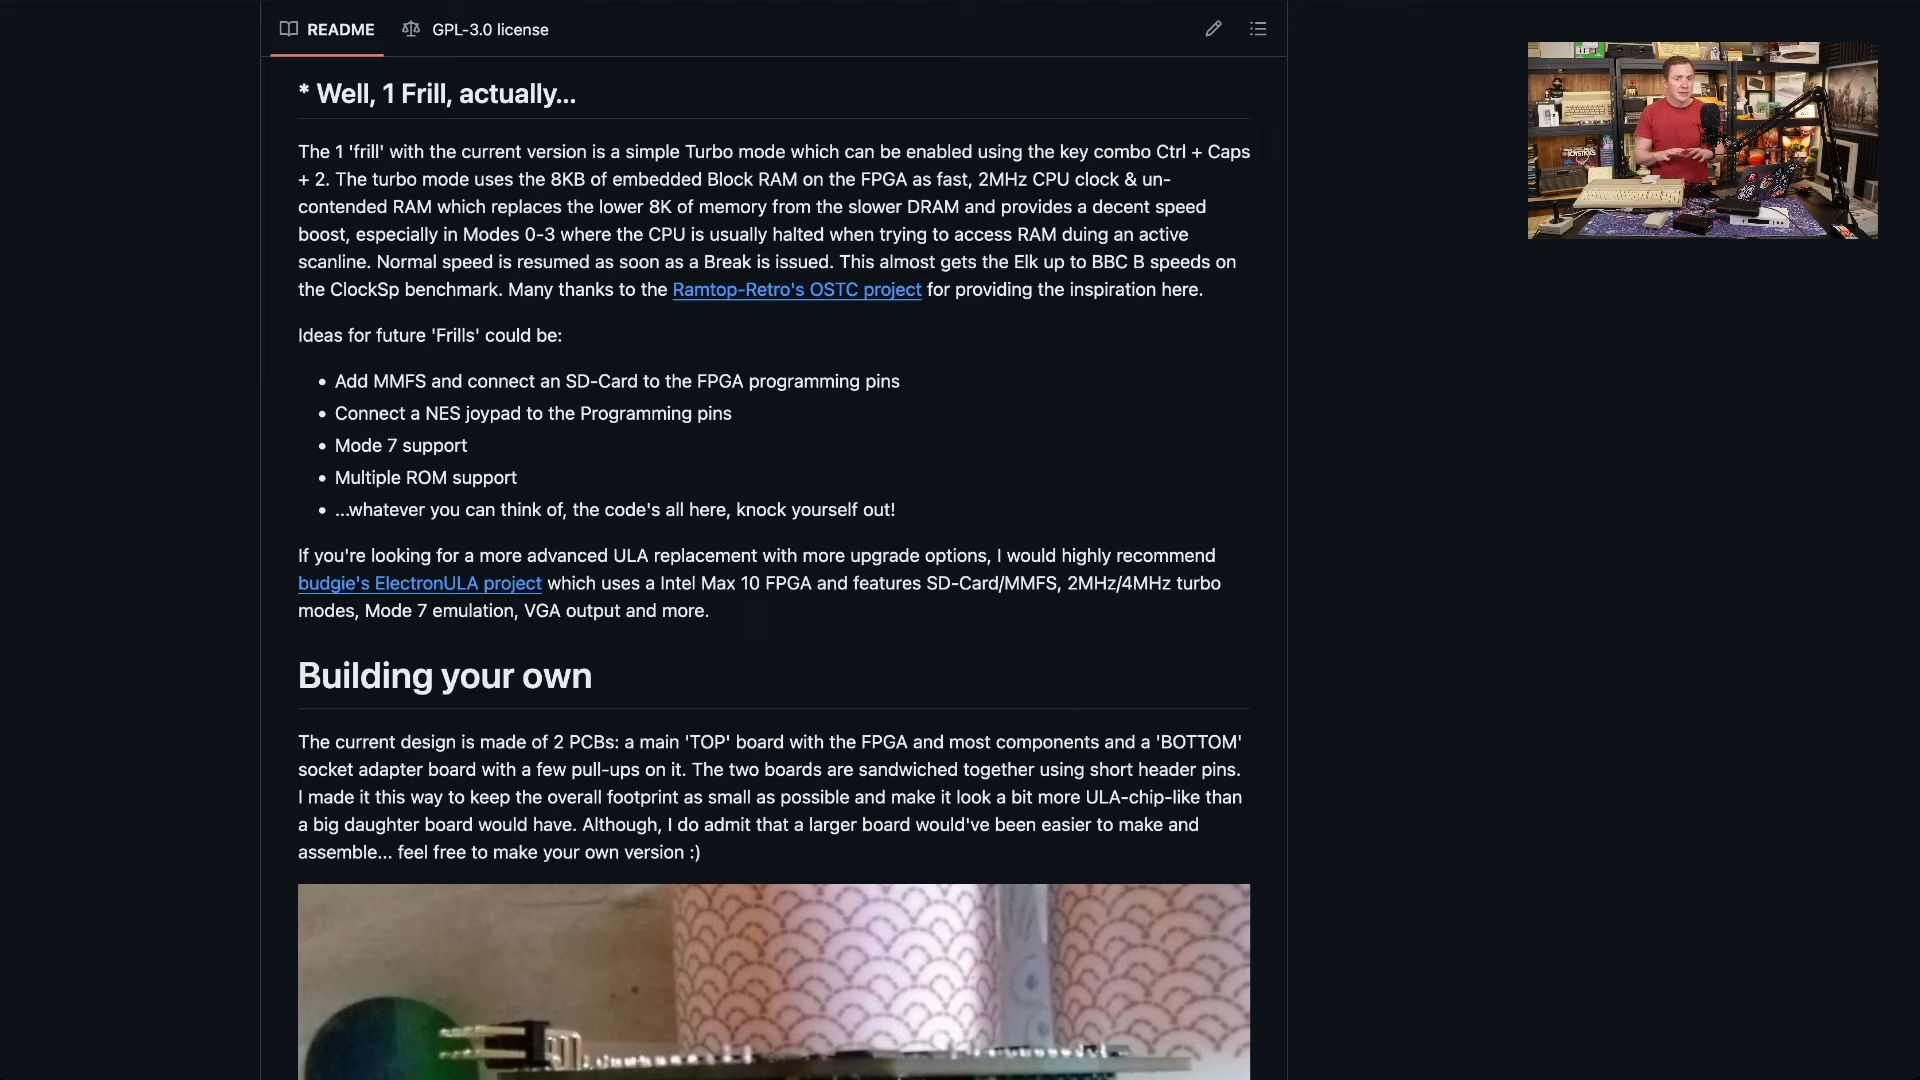 README
GPL-3.0 license
* Well, 1 Frill, actually...
The 1 'frill' with the current version is a simple Turbo mode which can be enabled using the key combo Ctrl + Caps
+ 2. The turbo mode uses the 8KB of embedded Block RAM on the FPGA as fast, 2MHz CPU clock & un-
contended RAM which replaces the lower 8K of memory from the slower DRAM and provides a decent speed
boost, especially in Modes 0-3 where the CPU is usually halted when trying to access RAM duing an active
scanline. Normal speed is resumed as soon as a Break is issued. This almost gets the Elk up to BBC B speeds on
the ClockSp benchmark. Many thanks to the Ramtop-Retro's OSTC project for providing the inspiration here.
Ideas for future 'Frills' could be:
• Add MMFS and connect an SD-Card to the FPGA programming pins
• Connect a NES joypad to the Programming pins
• Mode 7 support
• Multiple ROM support
• ...whatever you can think of, the code's all here, knock yourself out!
If you're looking for a more advanced ULA replacement with more upgrade options, I would highly recommend
budgie's ElectronULA project which uses a Intel Max 10 FPGA and features SD-Card/MMFS, 2MHz/4MHz turbo
modes, Mode 7 emulation, VGA output and more.
Building your own
The current design is made of 2 PCBs: a main 'TOP' board with the FPGA and most components and a 'BOTTOM'
socket adapter board with a few pull-ups on it. The two boards are sandwiched together using short header pins.
I made it this way to keep the overall footprint as small as possible and make it look a bit more ULA-chip-like than
a big daughter board would have. Although, I do admit that a larger board would've been easier to make and
assemble... feel free to make your own version :)